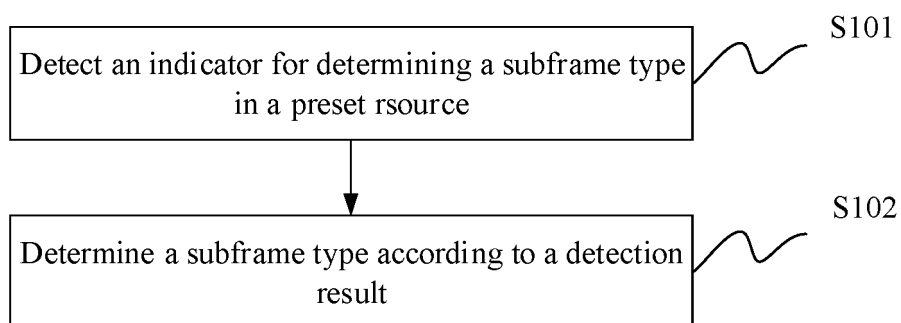 S101
Detect an indicator for determining a subframe type
in a preset rsource
S102
Determine a subframe type according to a detection
result